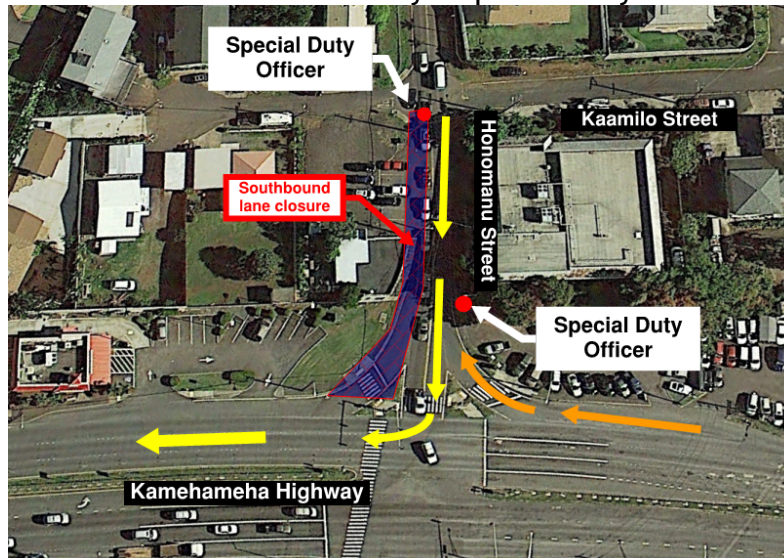 Special Duty
Officer
Kaamilo Street
Honomanu Street
Southbound
lane closure
Special Duty
Officer
Kamehameha Highway